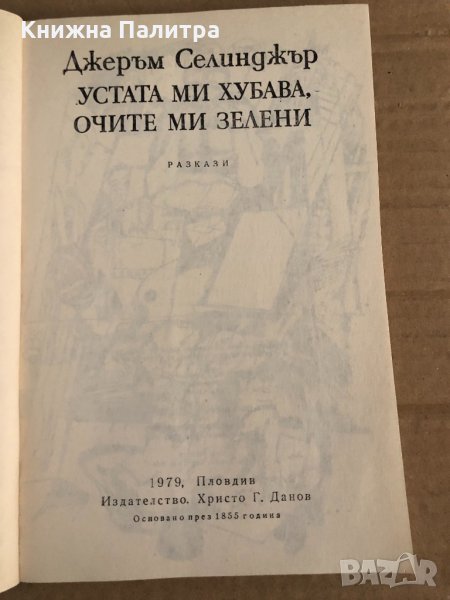 Книжна Палитра
Джеръм Селинджър
УСТАТА МИ ХУБАВА,
ОЧИТЕ МИ ЗЕЛЕНИ
РАЗКАЗИ
1979, Пловдив
Издателство. Христо Г. Данов
Основано през 1855 година
BAZAR